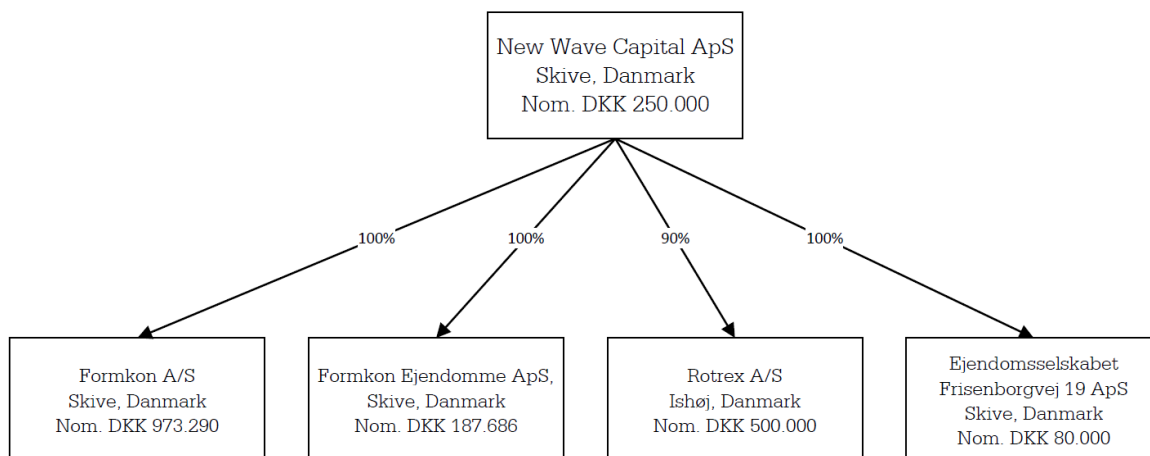 New Wave Capital ApS
Skive, Danmark
Nom. DKK 250.000
100%
100%
90%
100%
Formkon A/S
Skive, Danmark
Nom. DKK 973.290
Formkon Ejendomme ApS,
Skive, Danmark
Nom. DKK 187.686
Rotrex A/S
Ishøj, Danmark
Nom. DKK 500.000
Ejendomsselskabet
Frisenborgvej 19 ApS
Skive, Danmark
Nom. DKK 80.000